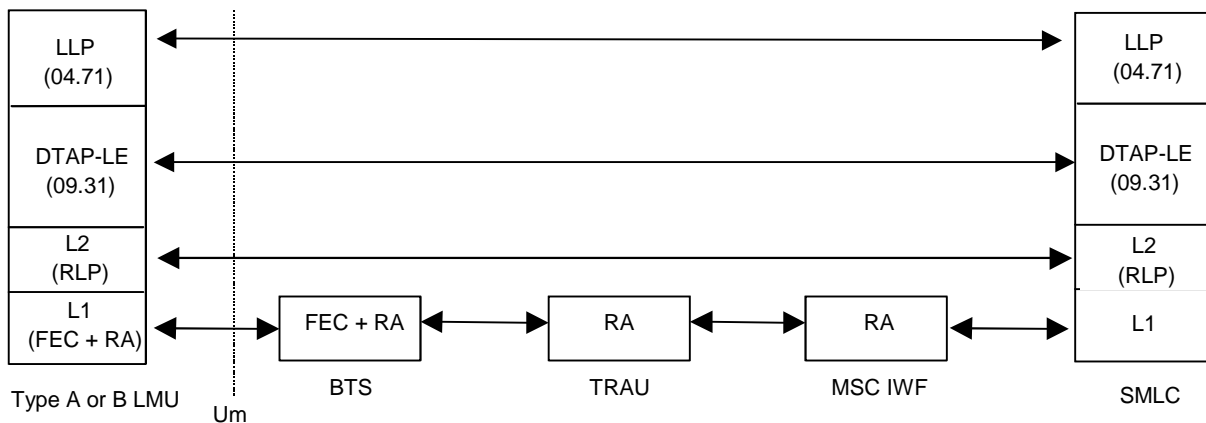 LLP
(04.71)
DTAP-LE
(09.31)
L2
(RLP)
L1
(FEC + RA)
Type A or B LMU
Um
FEC + RA
BTS
RA
TRAU
RA
MSC IWF
LLP
(04.71)
DTAP-LE
(09.31)
L2
(RLP)
L1
SMLC